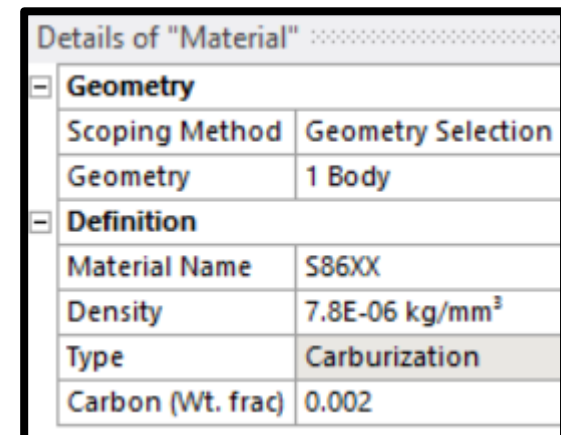 Details of "Material"
Geometry
Scoping Method Geometry Selection
Geometry 1 Body
Definition
Material Name S86XX
Density 7.8E-06 kg/mm³
Type Carburization
Carbon (Wt. frac) 0.002